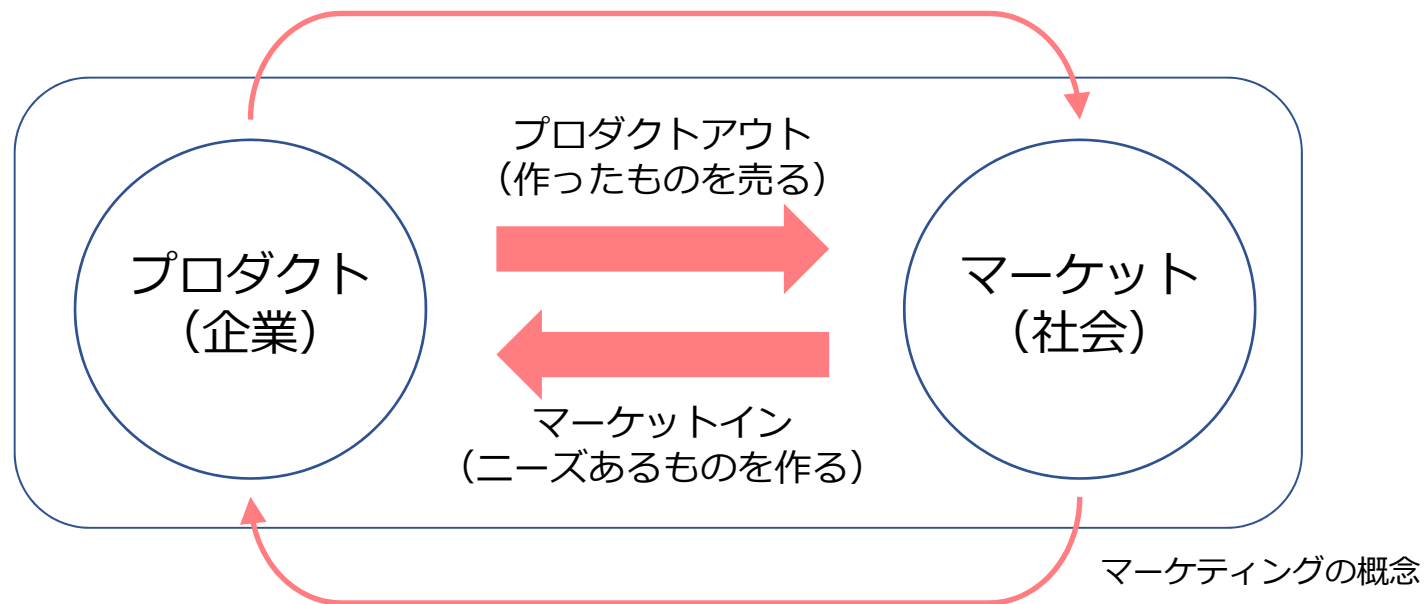 プロダクトアウト
（作ったものを売る）
プロダクト
（企業）
マーケット
（社会）
マーケットイン
（ニーズあるものを作る）
マーケティングの概念